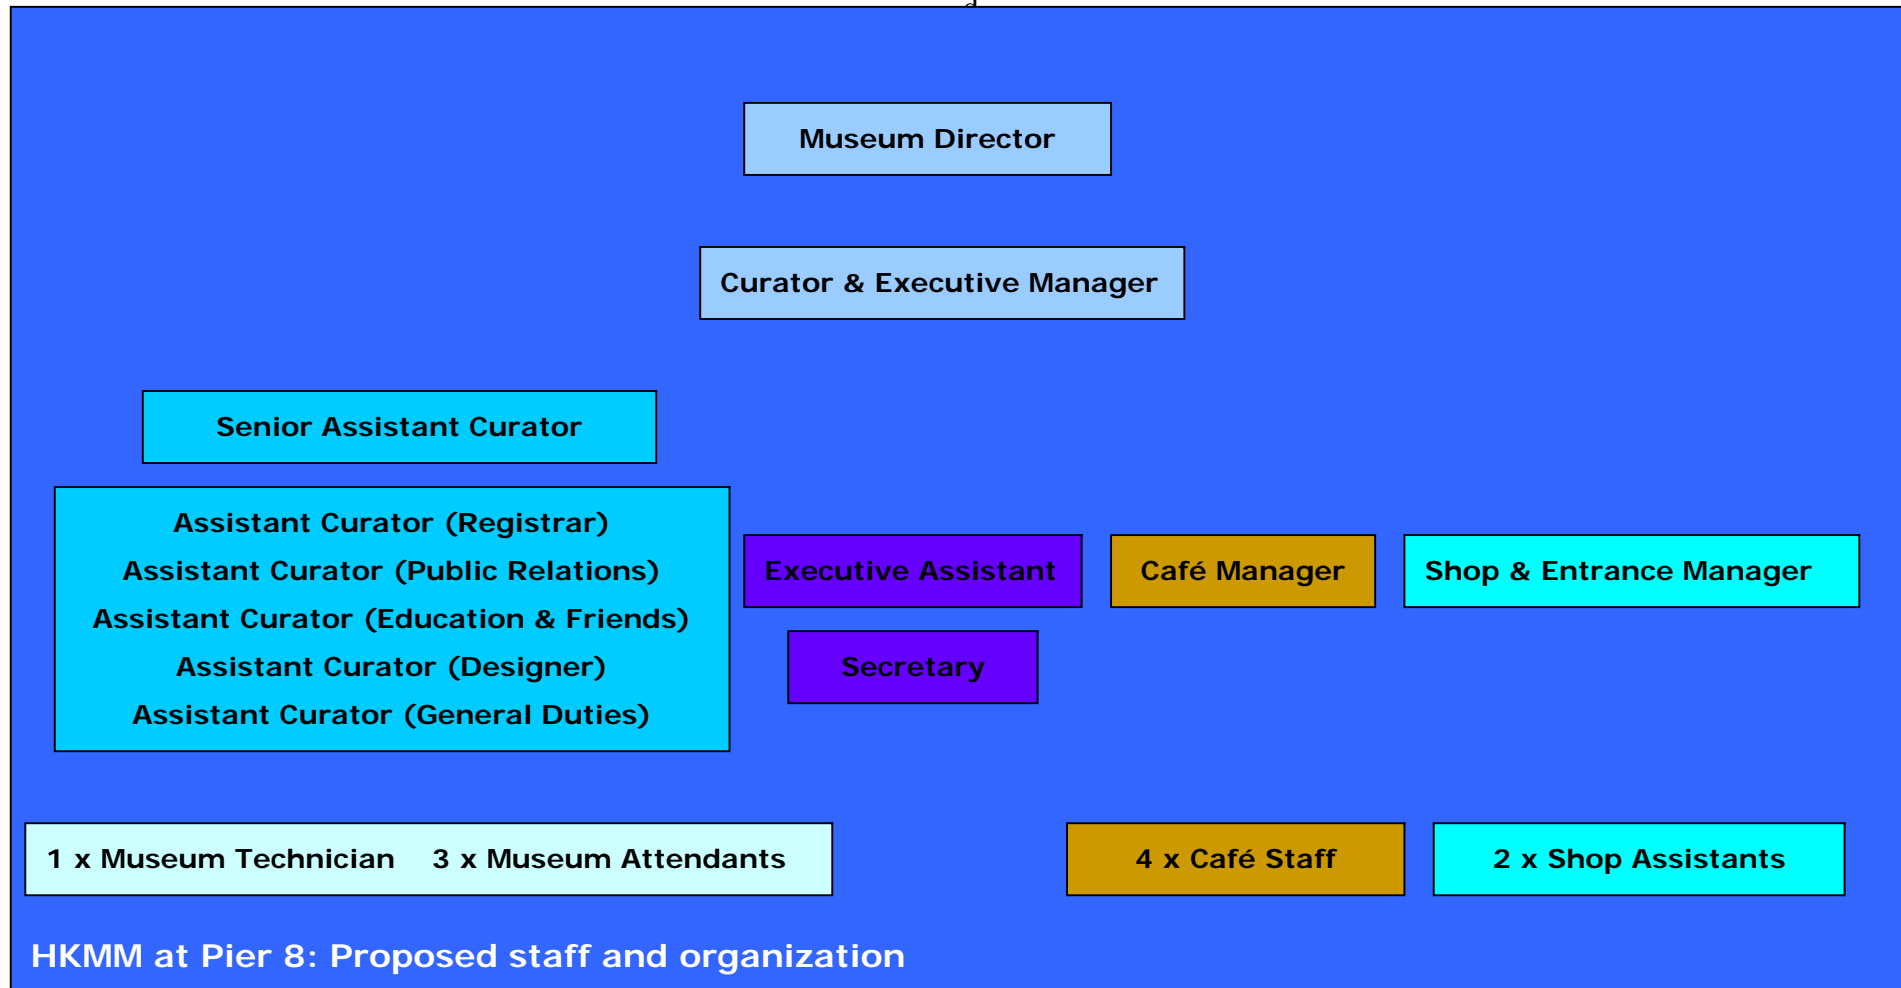 Museum Director
Curator & Executive Manager
Senior Assistant Curator
Assistant Curator (Registrar)
Assistant Curator (Public Relations)
Assistant Curator (Education & Friends)
Assistant Curator (Designer)
Assistant Curator (General Duties)
Executive Assistant
Secretary
Café Manager
Shop & Entrance Manager
1 x Museum Technician 3 x Museum Attendants
4 x Café Staff
2 x Shop Assistants
HKMM at Pier 8: Proposed staff and organization